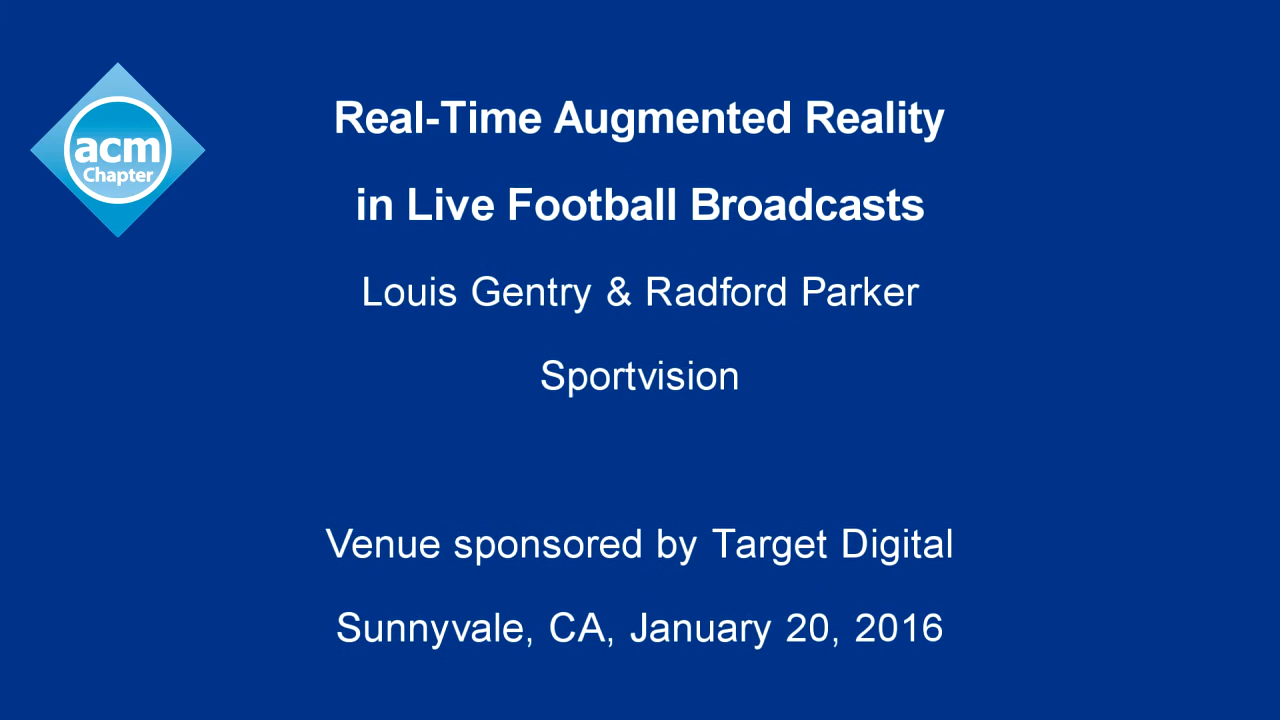 acm
Chapter
Real-Time Augmented Reality
in Live Football Broadcasts
Louis Gentry & Radford Parker
Sportvision
Venue sponsored by Target Digital
Sunnyvale, CA, January 20, 2016